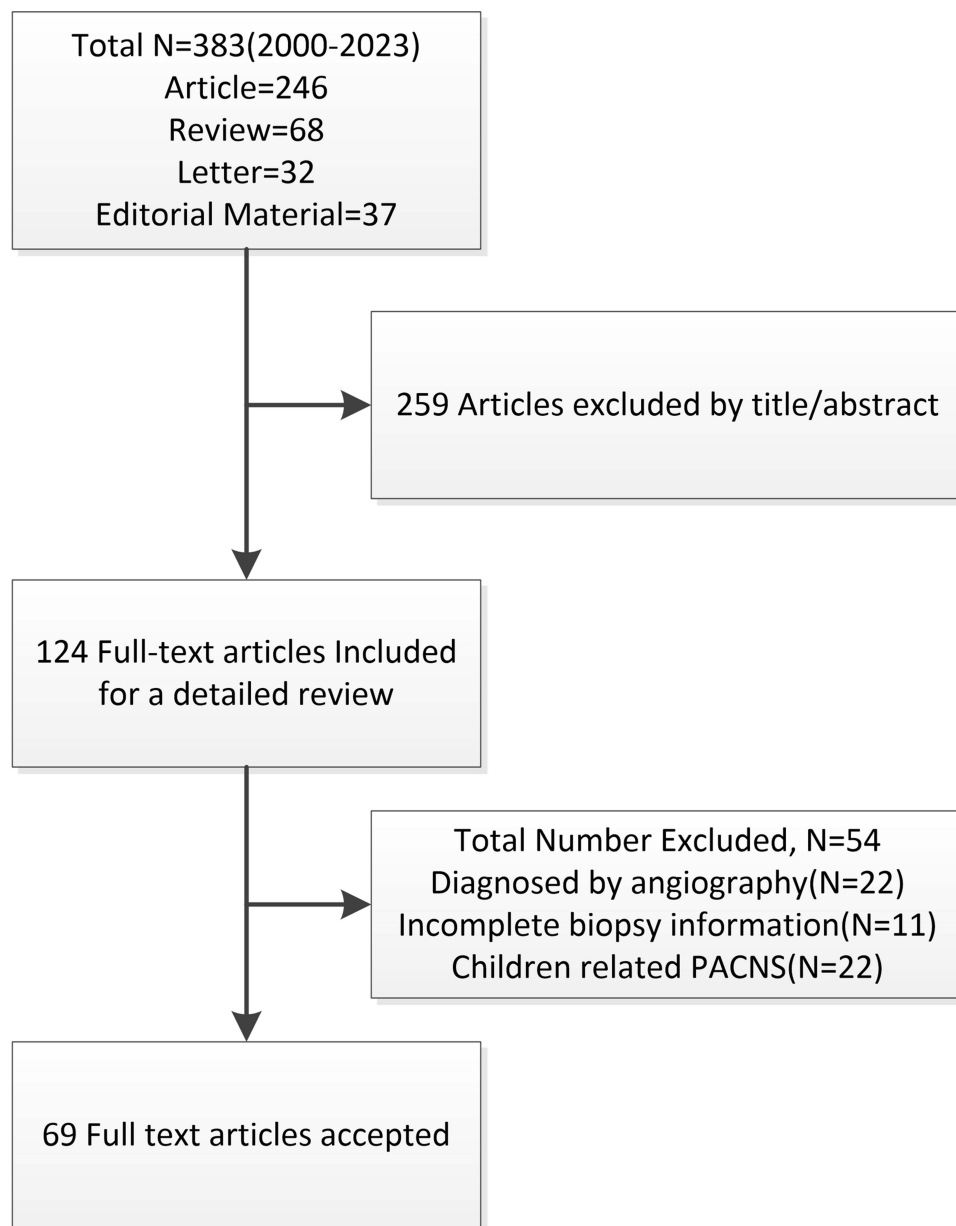 Total N=383(2000-2023)
Article=246
Review=68
Letter=32
Editorial Material=37
259 Articles excluded by title/abstract
124 Full-text articles Included
for a detailed review
Total Number Excluded, N=54
Diagnosed by angiography(N=22)
Incomplete biopsy information(N=11)
Children related PACNS(N=22)
69 Full text articles accepted